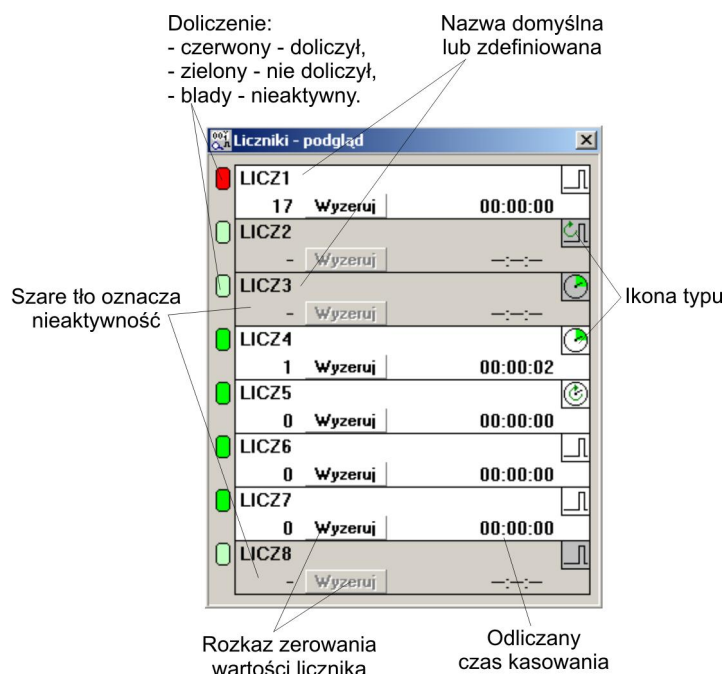 Doliczenie:
- czerwony - doliczył,
- zielony - nie doliczył,
- blady - nieaktywny.
Nazwa domyślna
lub zdefiniowana
Liczniki - podgląd
LICZ1
17 Wyzeruj 00:00:00
LICZ2
- Wyzeruj --:--:--
LICZ3
- Wyzeruj --:--:--
LICZ4
1 Wyzeruj 00:00:02
LICZ5
0 Wyzeruj 00:00:00
LICZ6
0 Wyzeruj 00:00:00
LICZ7
0 Wyzeruj 00:00:00
LICZ8
- Wyzeruj --:--:--
Szare tło oznacza
nieaktywność
Ikona typu
Rozkaz zerowania
wartości licznika
Odliczany
czas kasowania